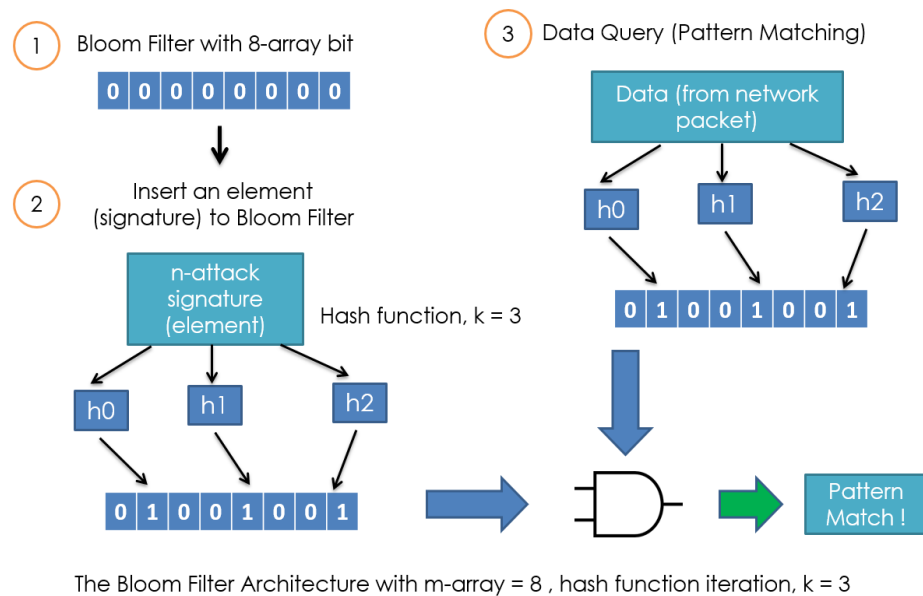 1
Bloom Filter with 8-array bit
0 0 0 0 0 0 0 0
2
Insert an element
(signature) to Bloom Filter
n-attack
signature
(element)
Hash function, k = 3
h0 h1 h2
0 1 0 0 1 0 0 1
3
Data Query (Pattern Matching)
Data (from network
packet)
h0 h1 h2
0 1 0 0 1 0 0 1
Pattern
Match !
The Bloom Filter Architecture with m-array = 8 , hash function iteration, k = 3